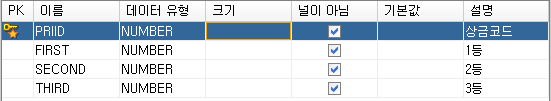 PK 이름 데이터 유형 크기 널이 아님 기본값 설명
PRIID NUMBER 상금코드
FIRST NUMBER 1등
SECOND NUMBER 2등
THIRD NUMBER 3등